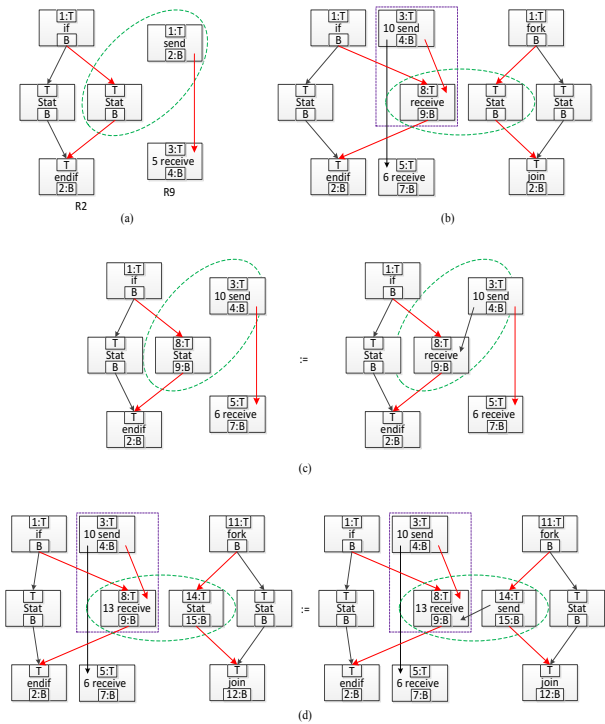 1:T
if
B
1:T
send
2:B
T
Stat
B
T
Stat
B
3:T
5 receive
4:B
T
endif
2:B
R2
R9
(a)
1:T
if
B
3:T
10 send
4:B
1:T
fork
B
T
Stat
B
8:T
receive
9:B
T
Stat
B
T
Stat
B
T
endif
2:B
5:T
6 receive
7:B
T
join
2:B
(b)
1:T
if
B
3:T
10 send
4:B
T
Stat
B
8:T
Stat
9:B
T
endif
2:B
5:T
6 receive
7:B
:=
1:T
if
B
3:T
10 send
4:B
T
Stat
B
8:T
receive
9:B
T
endif
2:B
5:T
6 receive
7:B
(c)
1:T
if
B
3:T
10 send
4:B
11:T
fork
B
T
Stat
B
8:T
13 receive
9:B
14:T
Stat
15:B
T
Stat
B
T
endif
2:B
5:T
6 receive
7:B
T
join
12:B
:=
1:T
if
B
3:T
10 send
4:B
11:T
fork
B
T
Stat
B
8:T
13 receive
9:B
14:T
send
15:B
T
Stat
B
T
endif
2:B
5:T
6 receive
7:B
T
join
12:B
(d)